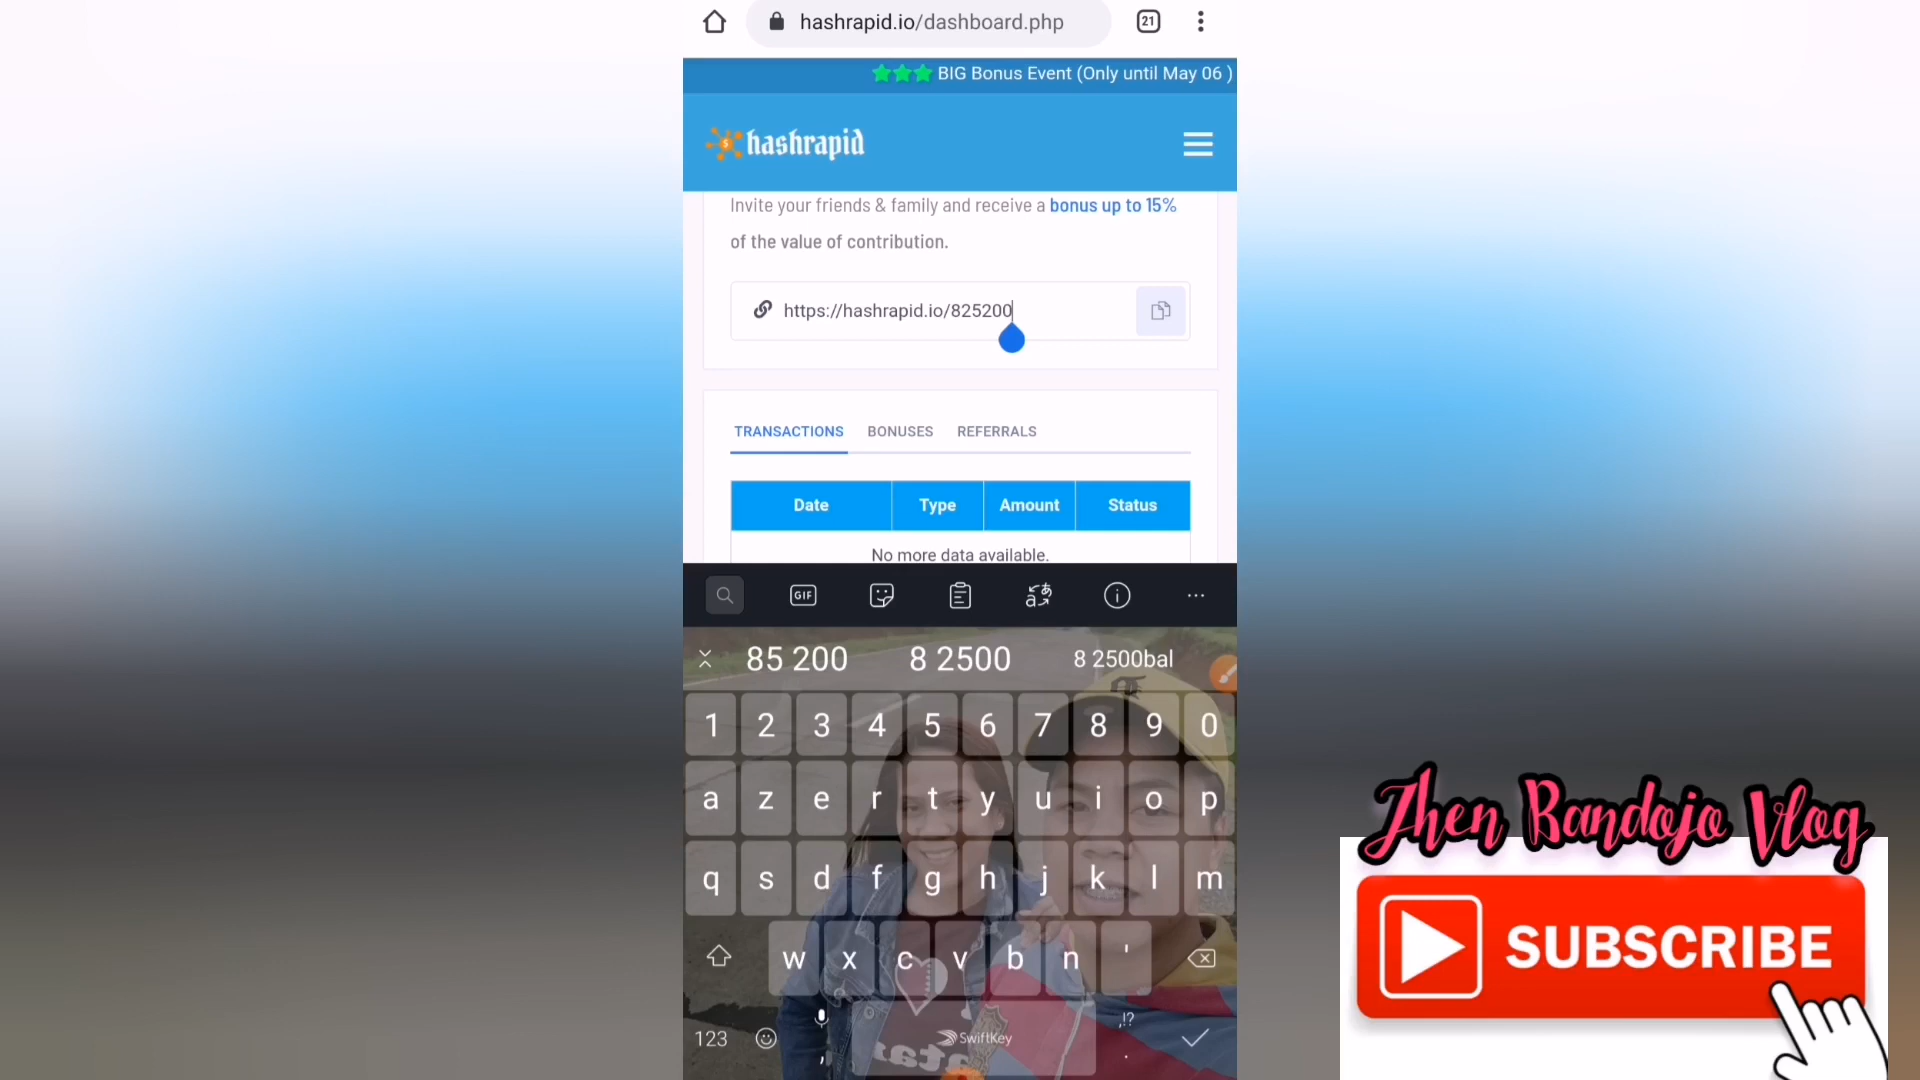 hashrapid.io/dashboard.php
21
BIG Bonus Event (Only until May 06 )
hashrapid
Invite your friends & family and receive a bonus up to 15%
of the value of contribution.
https://hashrapid.io/825200
TRANSACTIONS BONUSES REFERRALS
Date Type Amount Status
No more data available.
GIF
85 200 8 2500 8 2500bal
1 2 3 4 5 6 7 8 9 0
a z e r t y u i o p
q s d f g h j k l m
w x c v b n '
123 , SwiftKey ,!? .
Jhen Bandojo Vlog
SUBSCRIBE